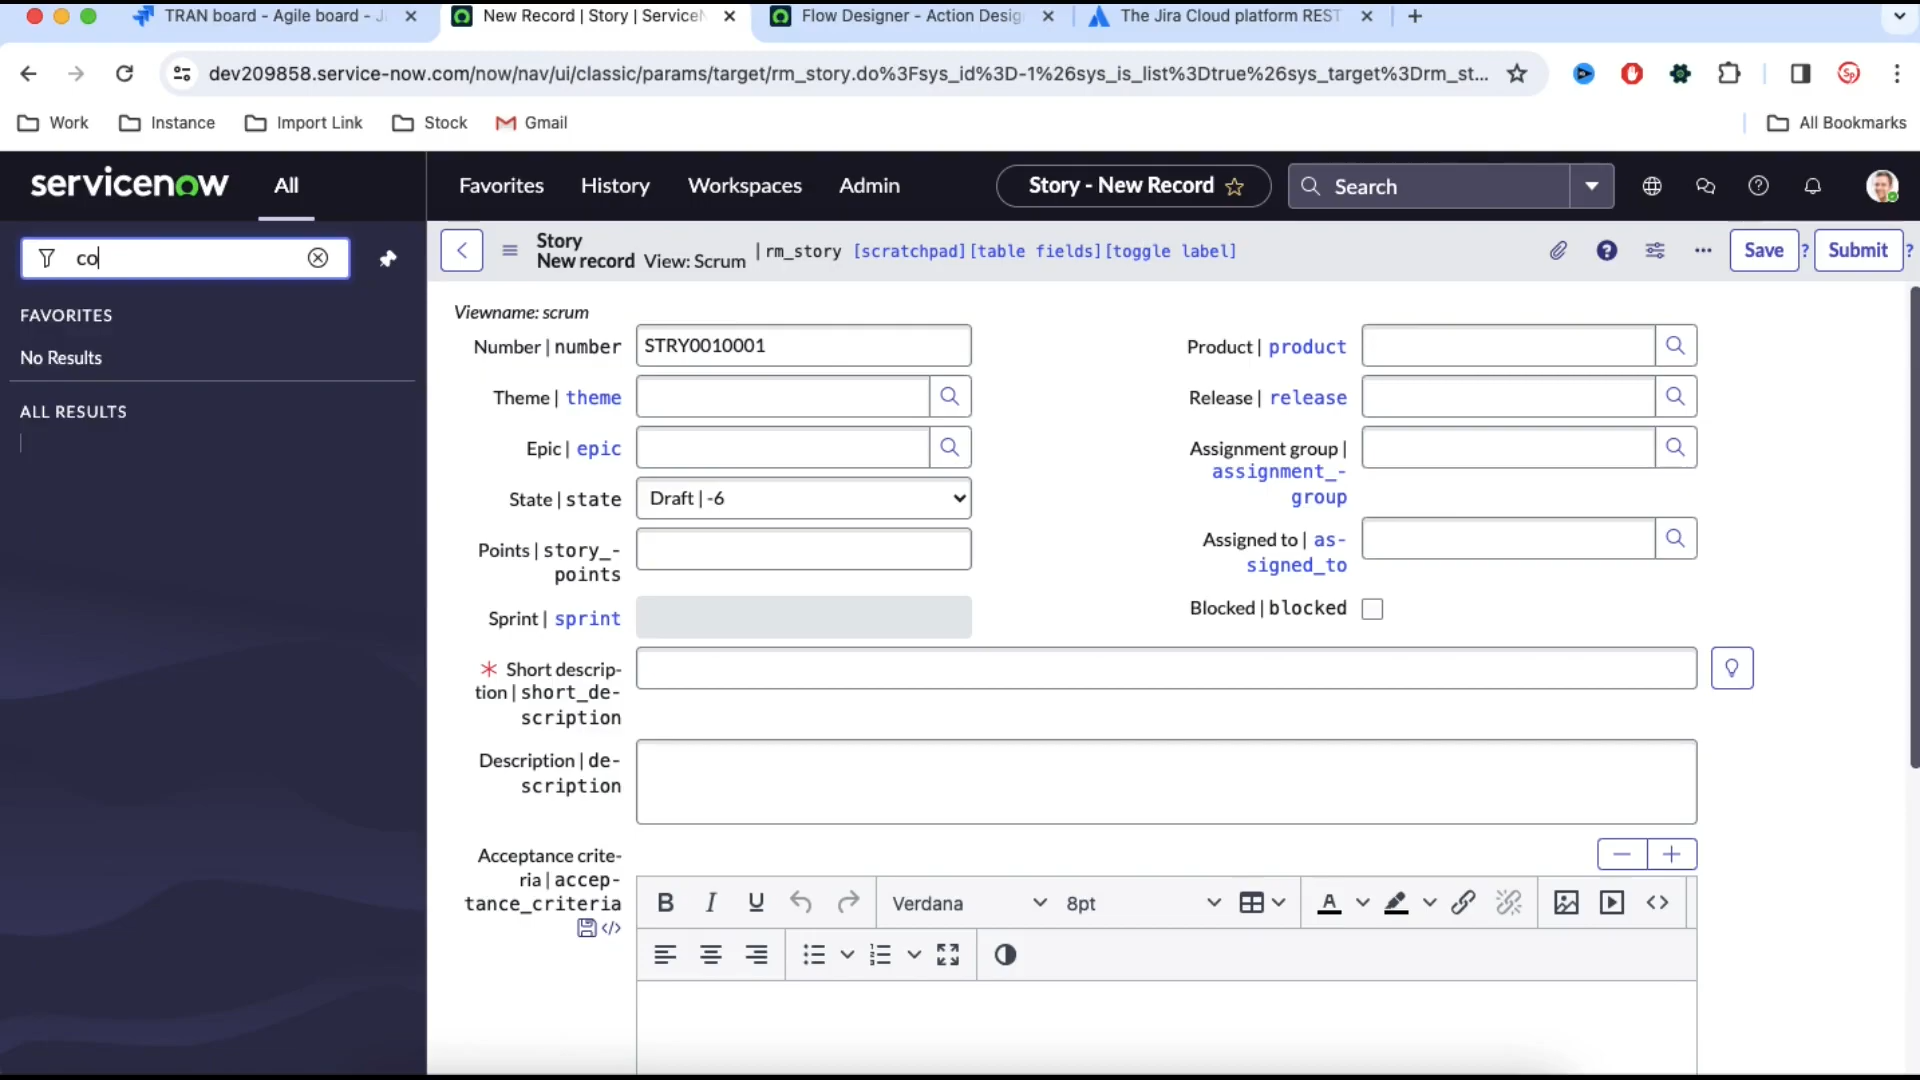 TRAN board - Agile board - J
New Record | Story | Service
Flow Designer - Action Desig
The Jira Cloud platform REST
dev209858.service-now.com/now/nav/ui/classic/params/target/rm_story.do%3Fsys_id%3D-1%26sys_is_list%3Dtrue%26sys_target%3Drm_st...
Sp
Work
Instance
Import Link
Stock
Gmail
All Bookmarks
servicenow
All
Favorites
History
Workspaces
Admin
Story - New Record
Search
co
FAVORITES
No Results
ALL RESULTS
Story
New record View: Scrum
|rm_story [scratchpad][table fields][toggle label]
Save
?
Submit
?
Viewname: scrum
Number | number
STRY0010001
Theme | theme
Epic | epic
State | state
Draft | -6
Points | story_-
points
Sprint | sprint
Product | product
Release | release
Assignment group |
assignment_-
group
Assigned to | as-
signed_to
Blocked | blocked
* Short descrip-
tion | short_de-
scription
Description | de-
scription
Acceptance crite-
ria | accep-
tance_criteria
</>
B I U
Verdana
8pt
A
<>